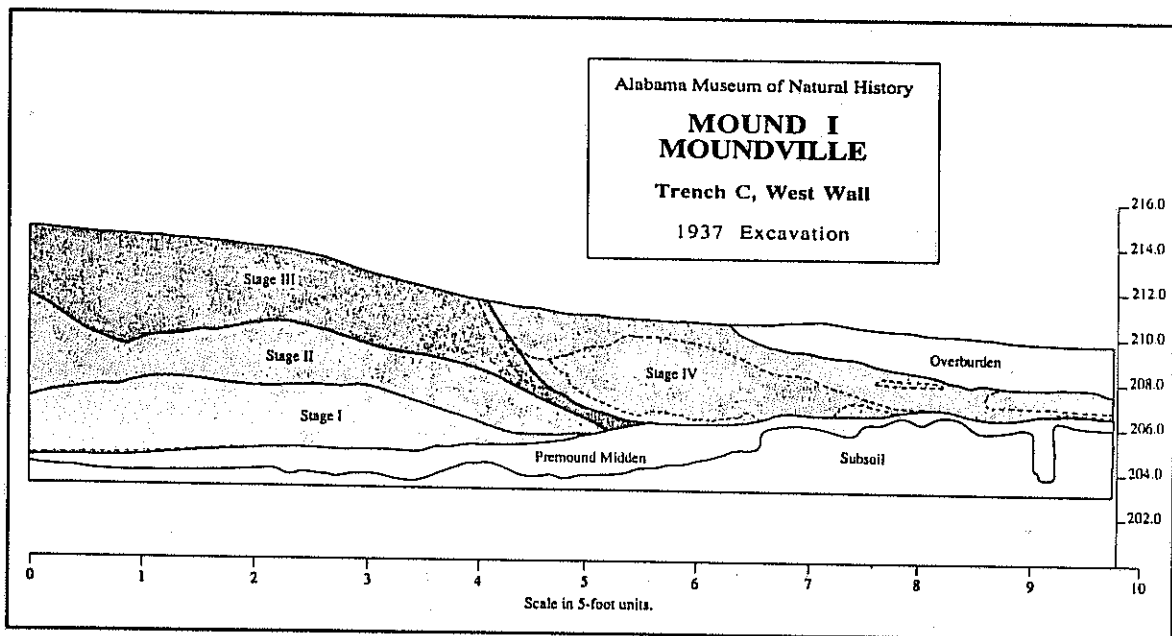 Alabama Museum of Natural History
MOUND I
MOUNDVILLE
Trench C, West Wall
1937 Excavation
216.0
214.0
212.0
210.0
208.0
206.0
204.0
202.0
Stage III
Stage II
Stage I
Stage IV
Overburden
Premound Midden
Subsoil
0 1 2 3 4 5 6 7 8 9 10
Scale in 5-foot units.